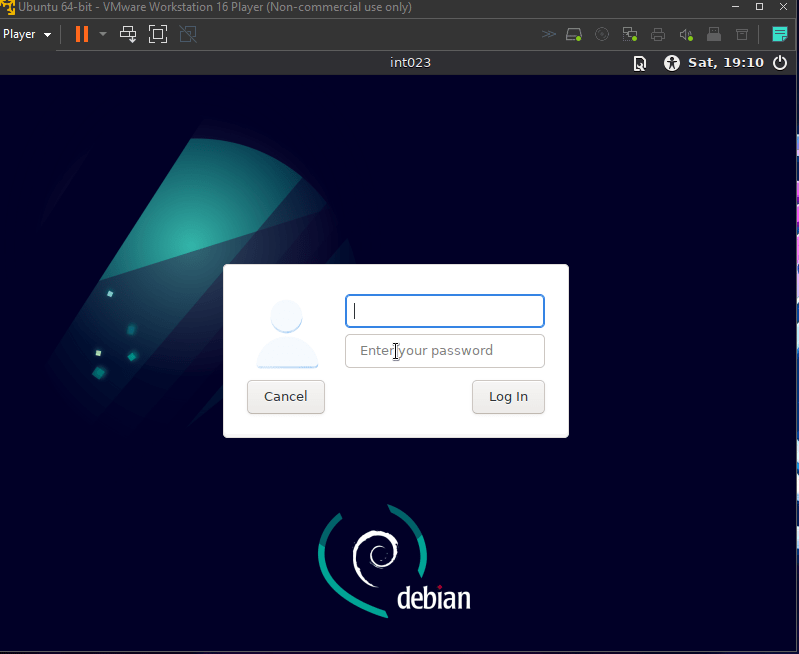 Ubuntu 64-bit - VMware Workstation 16 Player (Non-commercial use only)
Player
int023
Sat, 19:10
Enter your password
Cancel
Log In
debian